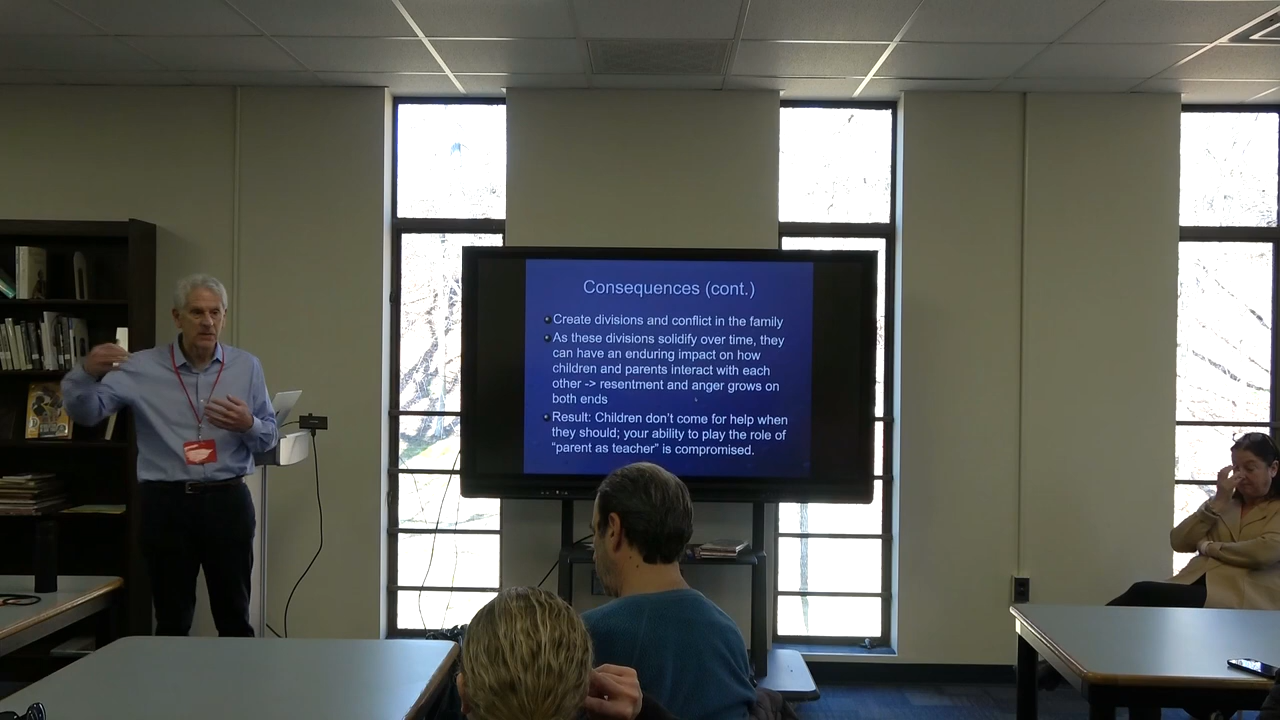 Consequences (cont.)
Create divisions and conflict in the family
As these divisions solidify over time, they
can have an enduring impact on how
children and parents interact with each
other -> resentment and anger grows on
both ends
Result: Children don't come for help when
they should; your ability to play the role of
"parent as teacher" is compromised.